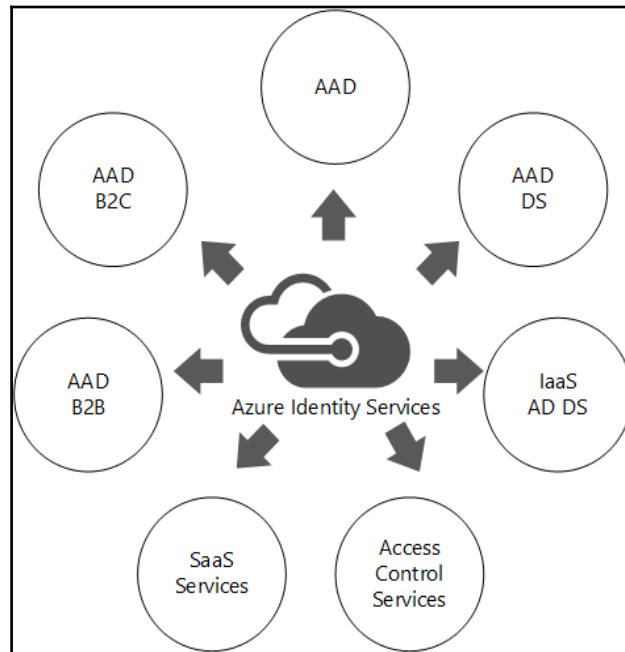 AAD
AAD
B2C
AAD
DS
Azure Identity Services
AAD
B2B
IaaS
AD DS
SaaS
Services
Access
Control
Services